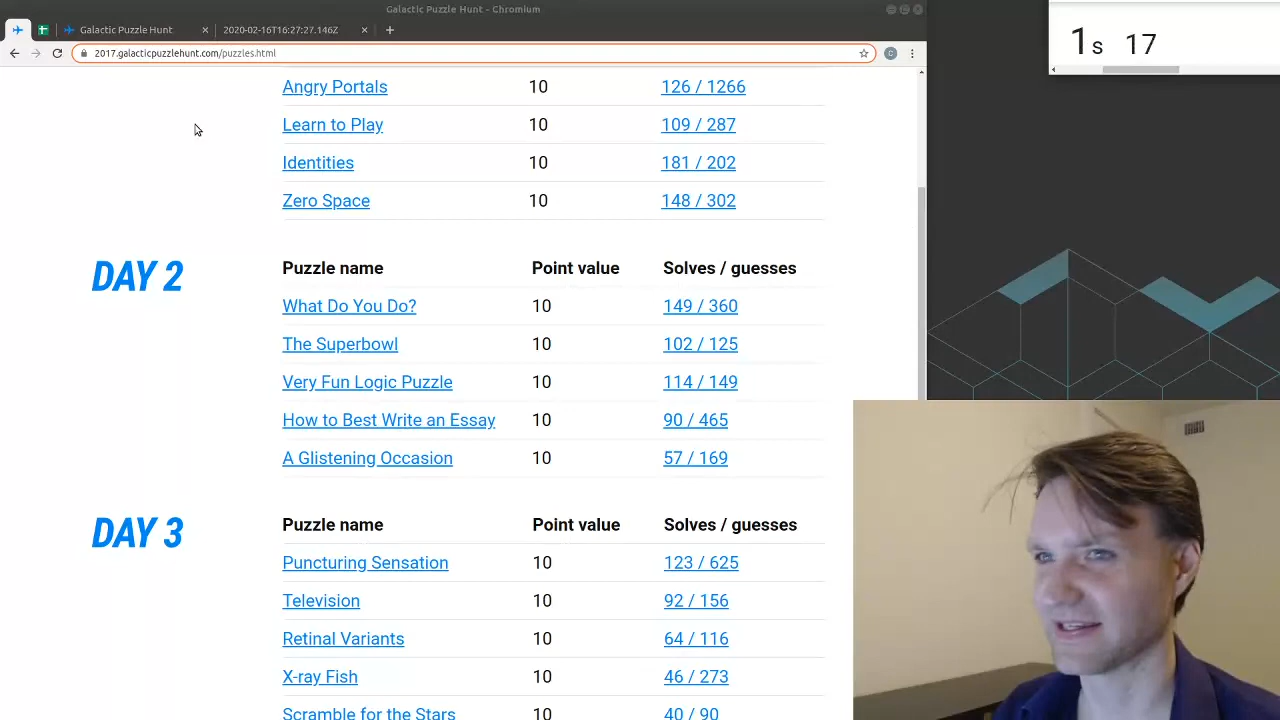 Galactic Puzzle Hunt - Chromium
Galactic Puzzle Hunt
2020-02-16T16:27:27.146Z
2017.galacticpuzzlehunt.com/puzzles.html
1s 17
Angry Portals 10 126 / 1266
Learn to Play 10 109 / 287
Identities 10 181 / 202
Zero Space 10 148 / 302
DAY 2 Puzzle name Point value Solves / guesses
What Do You Do? 10 149 / 360
The Superbowl 10 102 / 125
Very Fun Logic Puzzle 10 114 / 149
How to Best Write an Essay 10 90 / 465
A Glistening Occasion 10 57 / 169
DAY 3 Puzzle name Point value Solves / guesses
Puncturing Sensation 10 123 / 625
Television 10 92 / 156
Retinal Variants 10 64 / 116
X-ray Fish 10 46 / 273
Scramble for the Stars 10 40 / 90